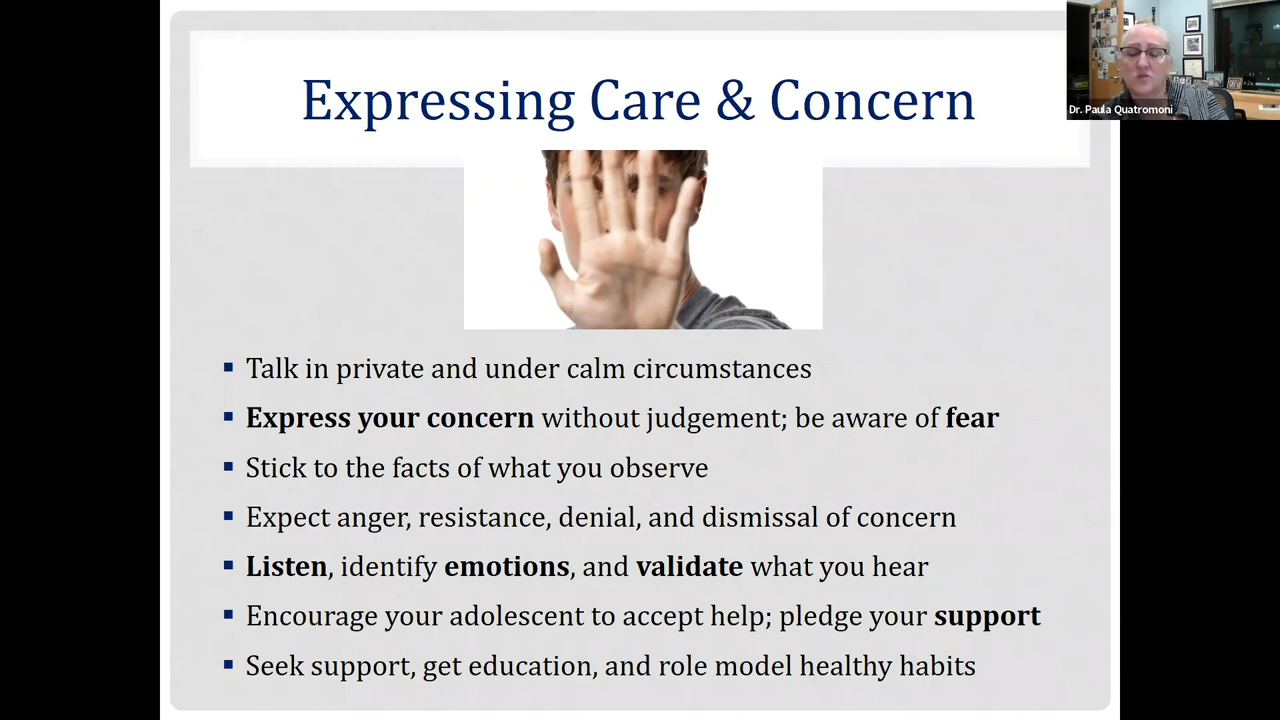 Expressing Care & Concern
Dr. Paula Quatromoni
▪ Talk in private and under calm circumstances
▪ Express your concern without judgement; be aware of fear
▪ Stick to the facts of what you observe
▪ Expect anger, resistance, denial, and dismissal of concern
▪ Listen, identify emotions, and validate what you hear
▪ Encourage your adolescent to accept help; pledge your support
▪ Seek support, get education, and role model healthy habits